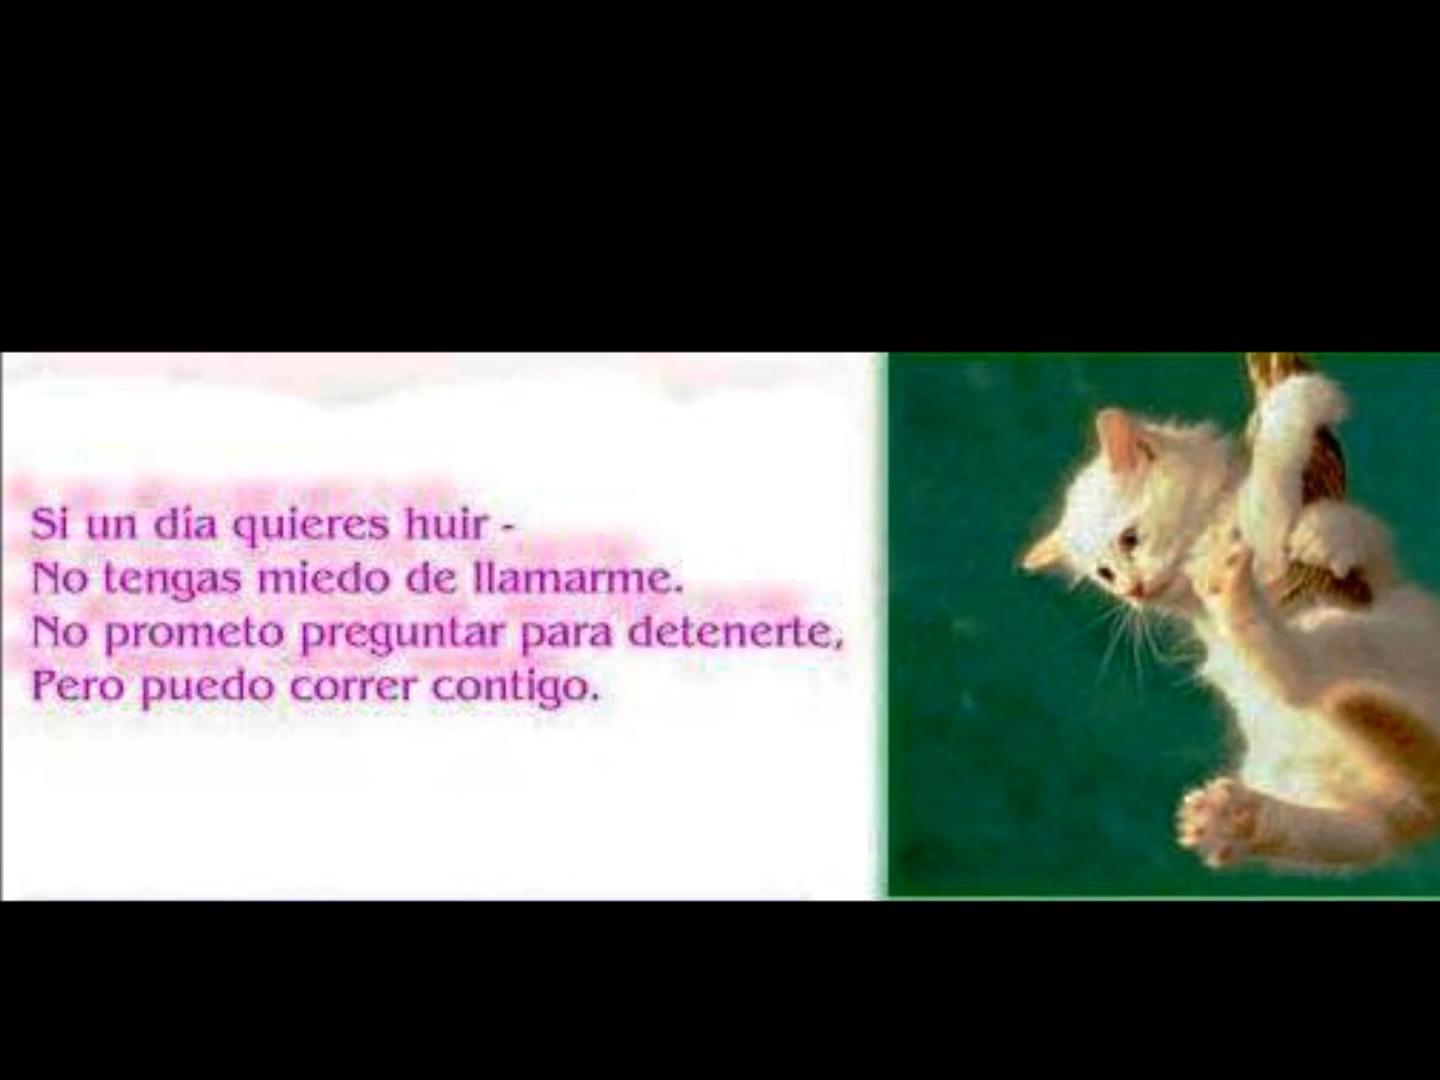 Si un día quieres huir -
No tengas miedo de llamarme.
No prometo preguntar para detenerte,
Pero puedo correr contigo.